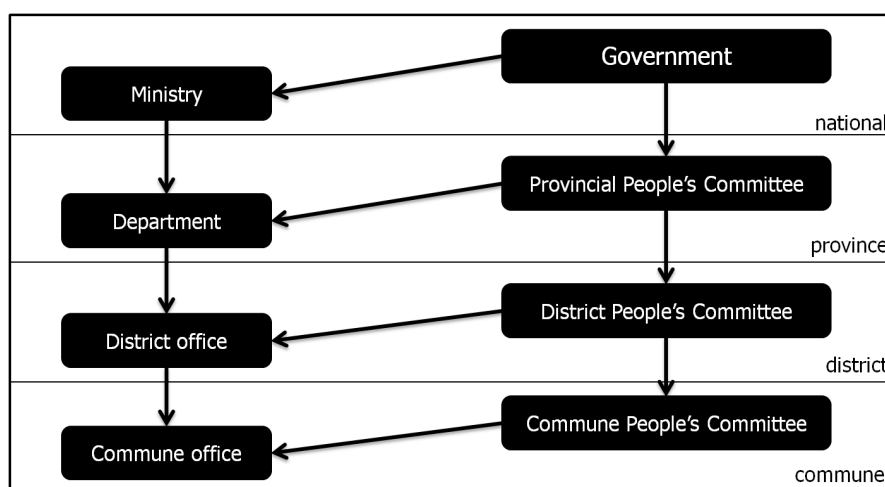 Government
Ministry
national
Provincial People's Committee
Department
province
District People's Committee
District office
district
Commune People's Committee
Commune office
commune